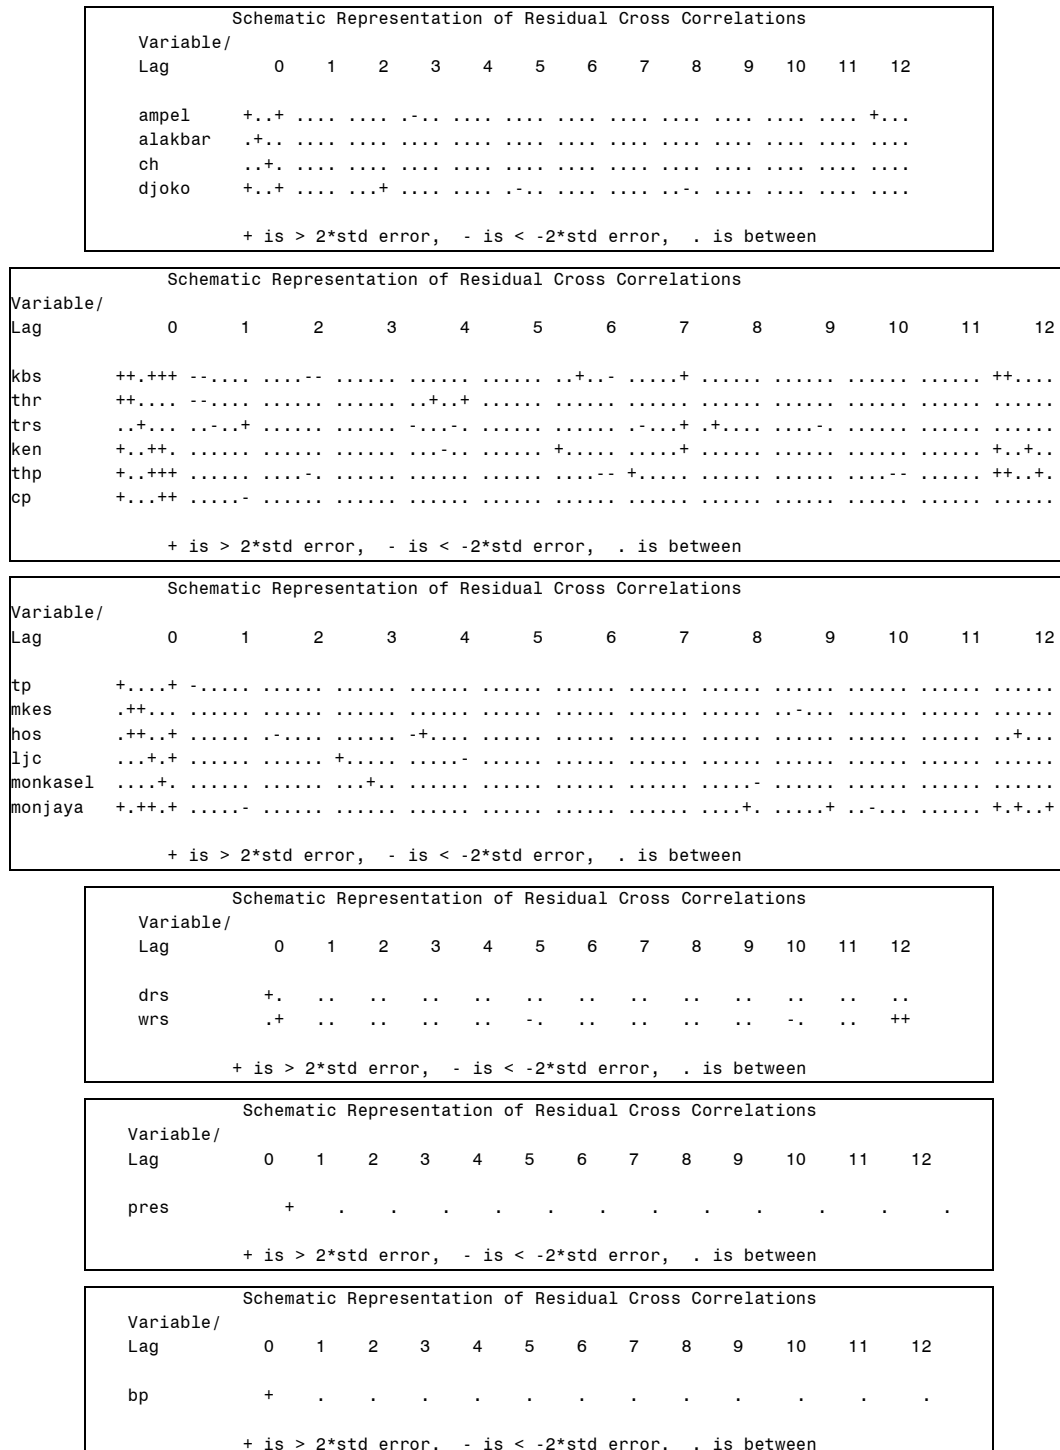 Schematic Representation of Residual Cross Correlations
Variable/
Lag 0 1 2 3 4 5 6 7 8 9 10 11 12
ampel +..+ .... .... .-.. .... .... .... .... .... .... .... .... +...
alakbar .+.. .... .... .... .... .... .... .... .... .... .... .... ....
ch ..+. .... .... .... .... .... .... .... .... .... .... .... ....
djoko +..+ .... ...+ .... .... .-.. .... .... ..-. .... .... .... ....
+ is > 2*std error, - is < -2*std error, . is between
Schematic Representation of Residual Cross Correlations
Variable/
Lag 0 1 2 3 4 5 6 7 8 9 10 11 12
kbs ++.+++ --.... ....-- ...... ...... ...... ..+..- .....+ ...... ...... ...... ...... ++....
thr ++.... --.... ...... ...... ..+..+ ...... ...... ...... ...... ...... ...... ...... ......
trs ..+... ..-..+ ...... ...... -...-. ...... ...... .-...+ .+.... ....-. ...... ...... ......
ken +..++. ...... ...... ...... ...-.. ...... +..... .....+ ...... ...... ...... ...... +..+..
thp +..+++ ...... ....-. ...... ...... ...... ....-- +..... ...... ...... ....-- ...... ++..+.
cp +...++ .....- ...... ...... ...... ...... ...... ...... ...... ...... ...... ...... ......
+ is > 2*std error, - is < -2*std error, . is between
Schematic Representation of Residual Cross Correlations
Variable/
Lag 0 1 2 3 4 5 6 7 8 9 10 11 12
tp +....+ -..... ...... ...... ...... ...... ...... ...... ...... ...... ...... ...... ......
mkes .++... ...... ...... ...... ...... ...... ...... ...... ...... ..-... ...... ...... ......
hos .++..+ ...... .-.... ...... -+.... ...... ...... ...... ...... ...... ...... ...... ..+...
ljc ...+.+ ...... ...... +..... .....- ...... ...... ...... ...... ...... ...... ...... ......
monkasel ....+. ...... ...... ...+.. ...... ...... ...... ...... .....- ...... ...... ...... ......
monjaya +.++.+ .....- ...... ...... ...... ...... ...... ...... ....+. .....+ ..-... ...... +.+..+
+ is > 2*std error, - is < -2*std error, . is between
Schematic Representation of Residual Cross Correlations
Variable/
Lag 0 1 2 3 4 5 6 7 8 9 10 11 12
drs +. .. .. .. .. .. .. .. .. .. .. .. ..
wrs .+ .. .. .. .. -. .. .. .. .. -. .. ++
+ is > 2*std error, - is < -2*std error, . is between
Schematic Representation of Residual Cross Correlations
Variable/
Lag 0 1 2 3 4 5 6 7 8 9 10 11 12
pres + . . . . . . . . . . . .
+ is > 2*std error, - is < -2*std error, . is between
Schematic Representation of Residual Cross Correlations
Variable/
Lag 0 1 2 3 4 5 6 7 8 9 10 11 12
bp + . . . . . . . . . . . .
+ is > 2*std error. - is < -2*std error. . is between